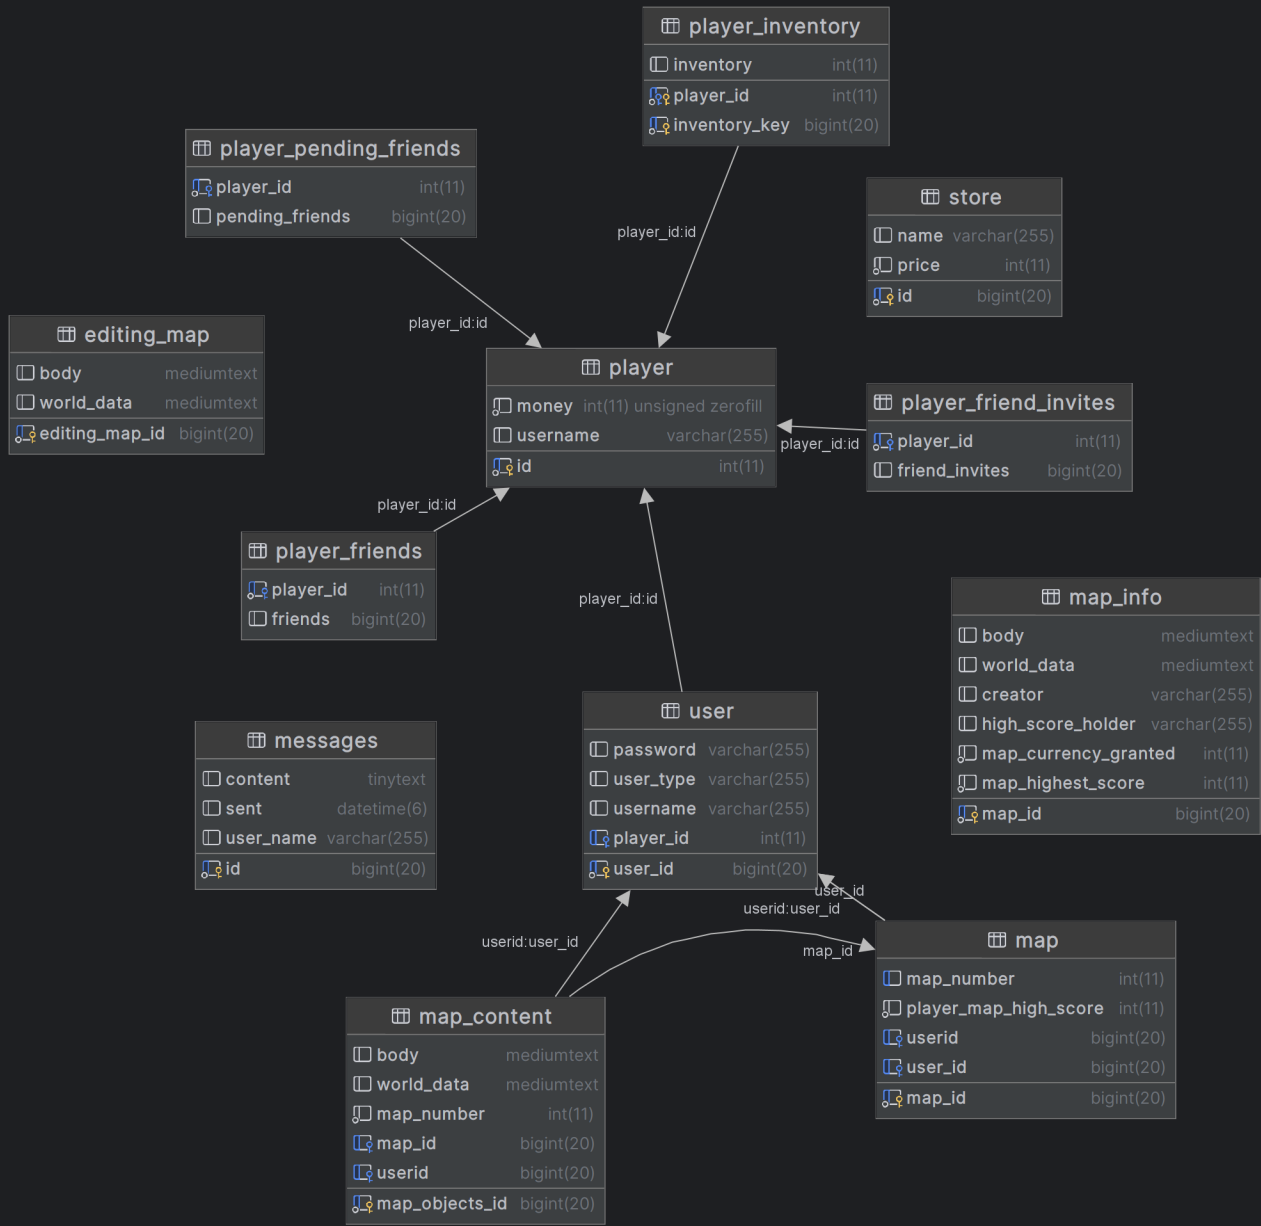 player_inventory
inventory int(11)
player_id int(11)
inventory_key bigint(20)
player_pending_friends
player_id int(11)
pending_friends bigint(20)
store
name varchar(255)
price int(11)
id bigint(20)
player_id:id
player_id:id
editing_map
body mediumtext
world_data mediumtext
editing_map_id bigint(20)
player
money int(11) unsigned zerofill
username varchar(255)
id int(11)
player_friend_invites
player_id int(11)
friend_invites bigint(20)
player_id:id
player_id:id
player_friends
player_id int(11)
friends bigint(20)
player_id:id
map_info
body mediumtext
world_data mediumtext
creator varchar(255)
high_score_holder varchar(255)
map_currency_granted int(11)
map_highest_score int(11)
map_id bigint(20)
user
password varchar(255)
user_type varchar(255)
username varchar(255)
player_id int(11)
user_id bigint(20)
messages
content tinytext
sent datetime(6)
user_name varchar(255)
id bigint(20)
user_id
userid:user_id
userid:user_id
map_id
map
map_number int(11)
player_map_high_score int(11)
userid bigint(20)
user_id bigint(20)
map_id bigint(20)
map_content
body mediumtext
world_data mediumtext
map_number int(11)
map_id bigint(20)
userid bigint(20)
map_objects_id bigint(20)